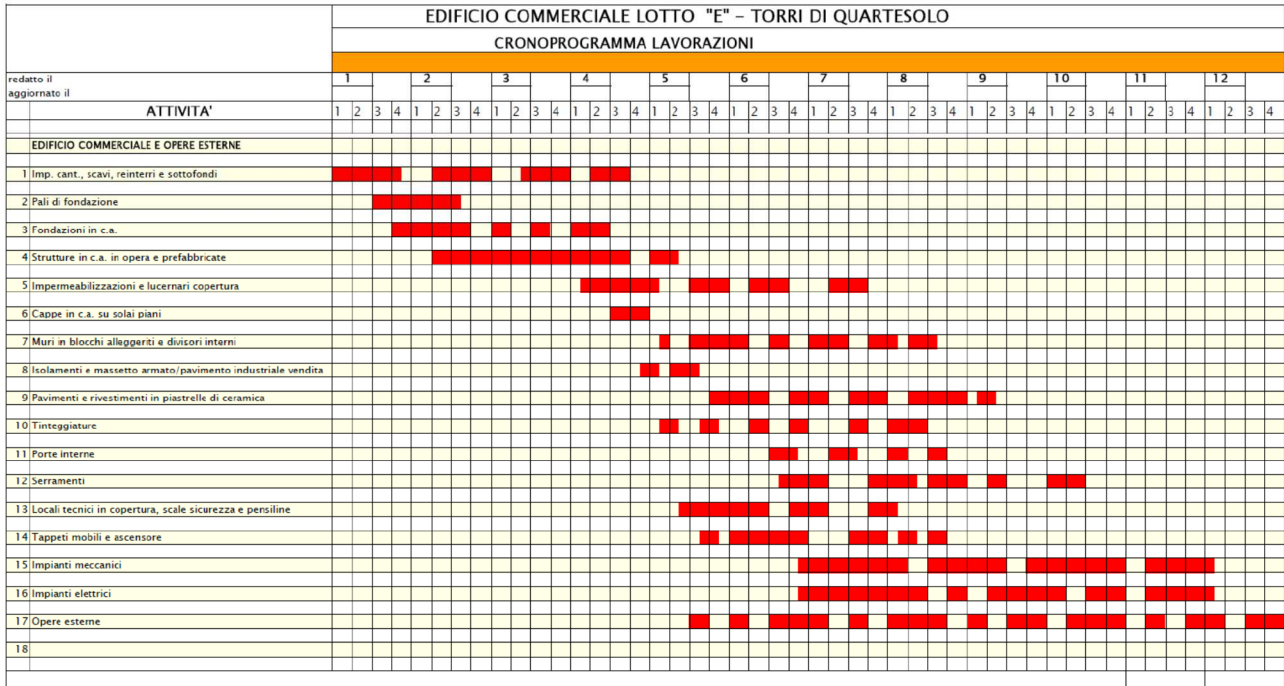 EDIFICIO COMMERCIALE LOTTO "E" - TORRI DI QUARTESOLO
CRONOPROGRAMMA LAVORAZIONI
redatto il 1 2 3 4 5 6 7 8 9 10 11 12
aggiornato il
ATTIVITA' 1 2 3 4 1 2 3 4 1 2 3 4 1 2 3 4 1 2 3 4 1 2 3 4 1 2 3 4 1 2 3 4 1 2 3 4 1 2 3 4 1 2 3 4 1 2 3 4
EDIFICIO COMMERCIALE E OPERE ESTERNE
1 Imp. cant., scavi, reinterri e sottofondi
2 Pali di fondazione
3 Fondazioni in c.a.
4 Strutture in c.a. in opera e prefabbricate
5 Impermeabilizzazioni e lucernari copertura
6 Cappe in c.a. su solai piani
7 Muri in blocchi alleggeriti e divisori interni
8 Isolamenti e massetto armato/pavimento industriale vendita
9 Pavimenti e rivestimenti in piastrelle di ceramica
10 Tinteggiature
11 Porte interne
12 Serramenti
13 Locali tecnici in copertura, scale sicurezza e pensiline
14 Tappeti mobili e ascensore
15 Impianti meccanici
16 Impianti elettrici
17 Opere esterne
18